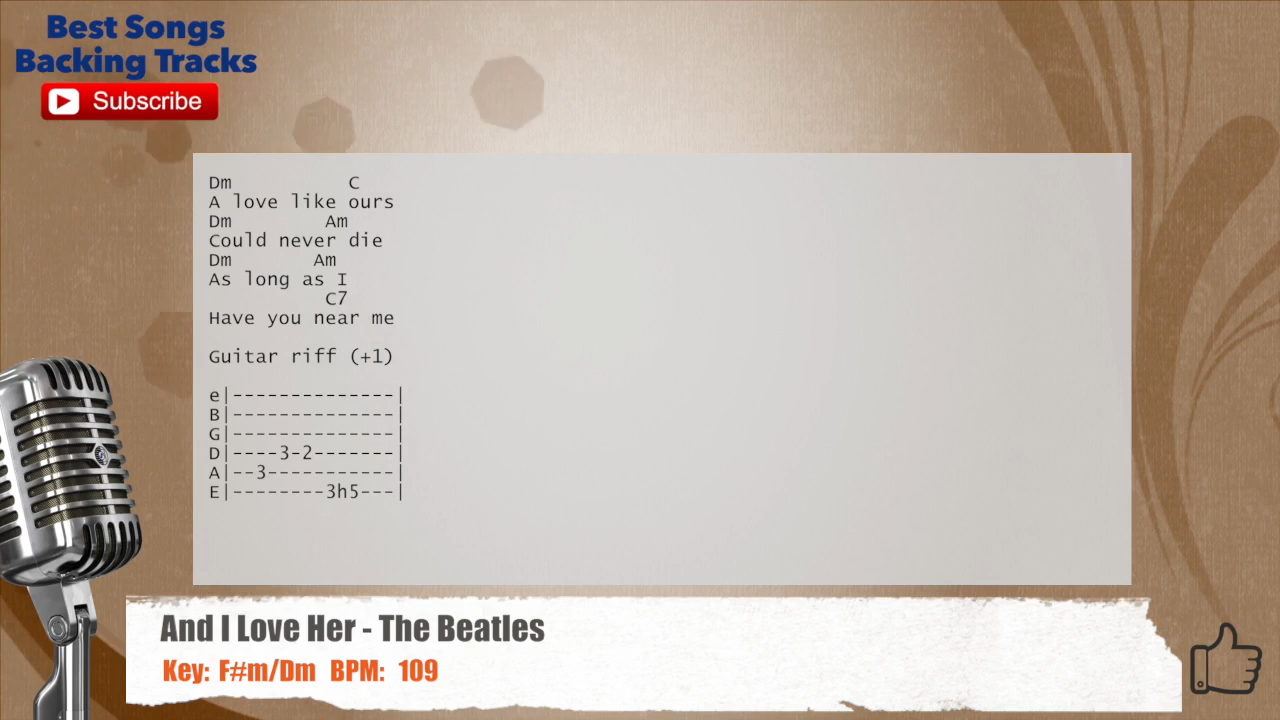 Best Songs
Backing Tracks
Subscribe
Dm          C
A love like ours
Dm        Am
Could never die
Dm       Am
As long as I
          C7
Have you near me
Guitar riff (+1)
e|--------------|
B|--------------|
G|--------------|
D|----3-2-------|
A|--3-----------|
E|--------3h5---|
And I Love Her - The Beatles
Key: F#m/Dm BPM: 109